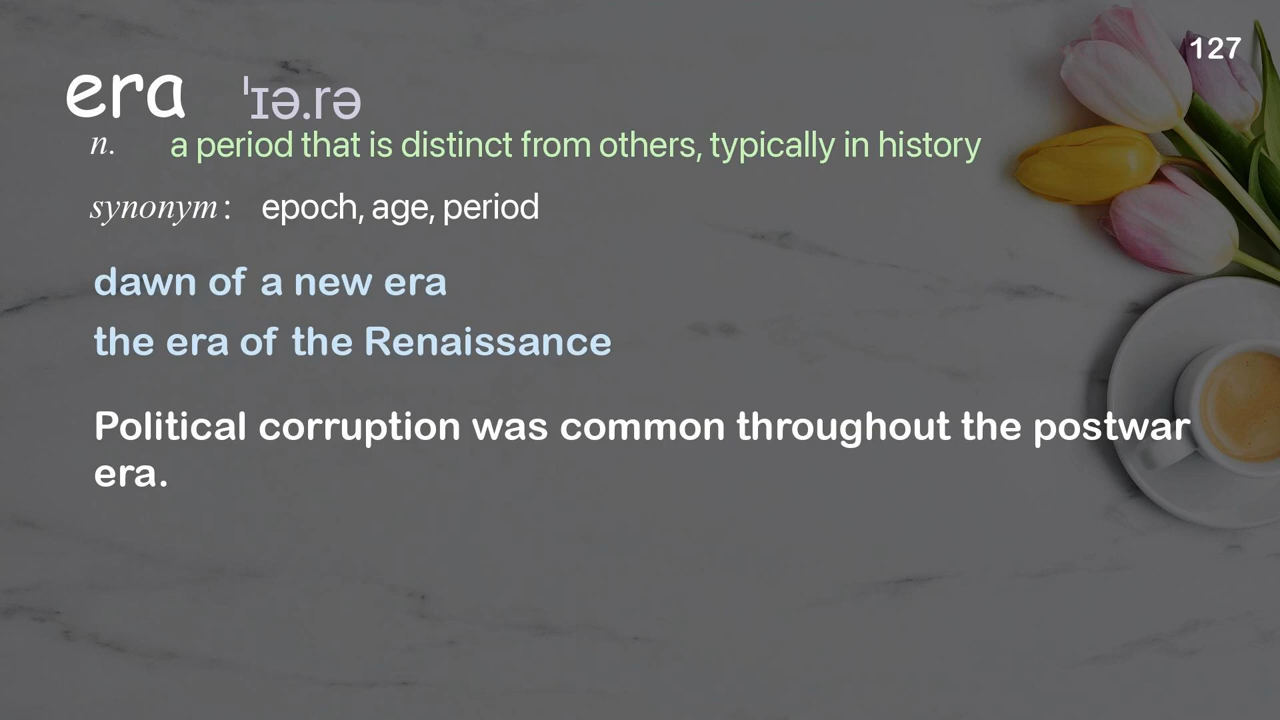 127
era ˈɪə.rə
n. a period that is distinct from others, typically in history
synonym: epoch, age, period
dawn of a new era
the era of the Renaissance
Political corruption was common throughout the postwar
era.